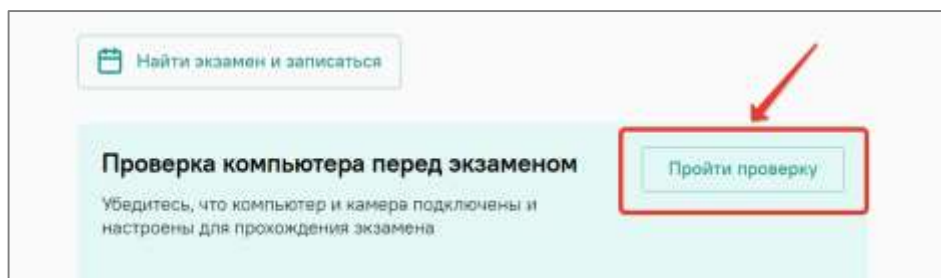 Найти экзамен и записаться
Проверка компьютера перед экзаменом
Пройти проверку
Убедитесь, что компьютер и камера подключены и
настроены для прохождения экзамена